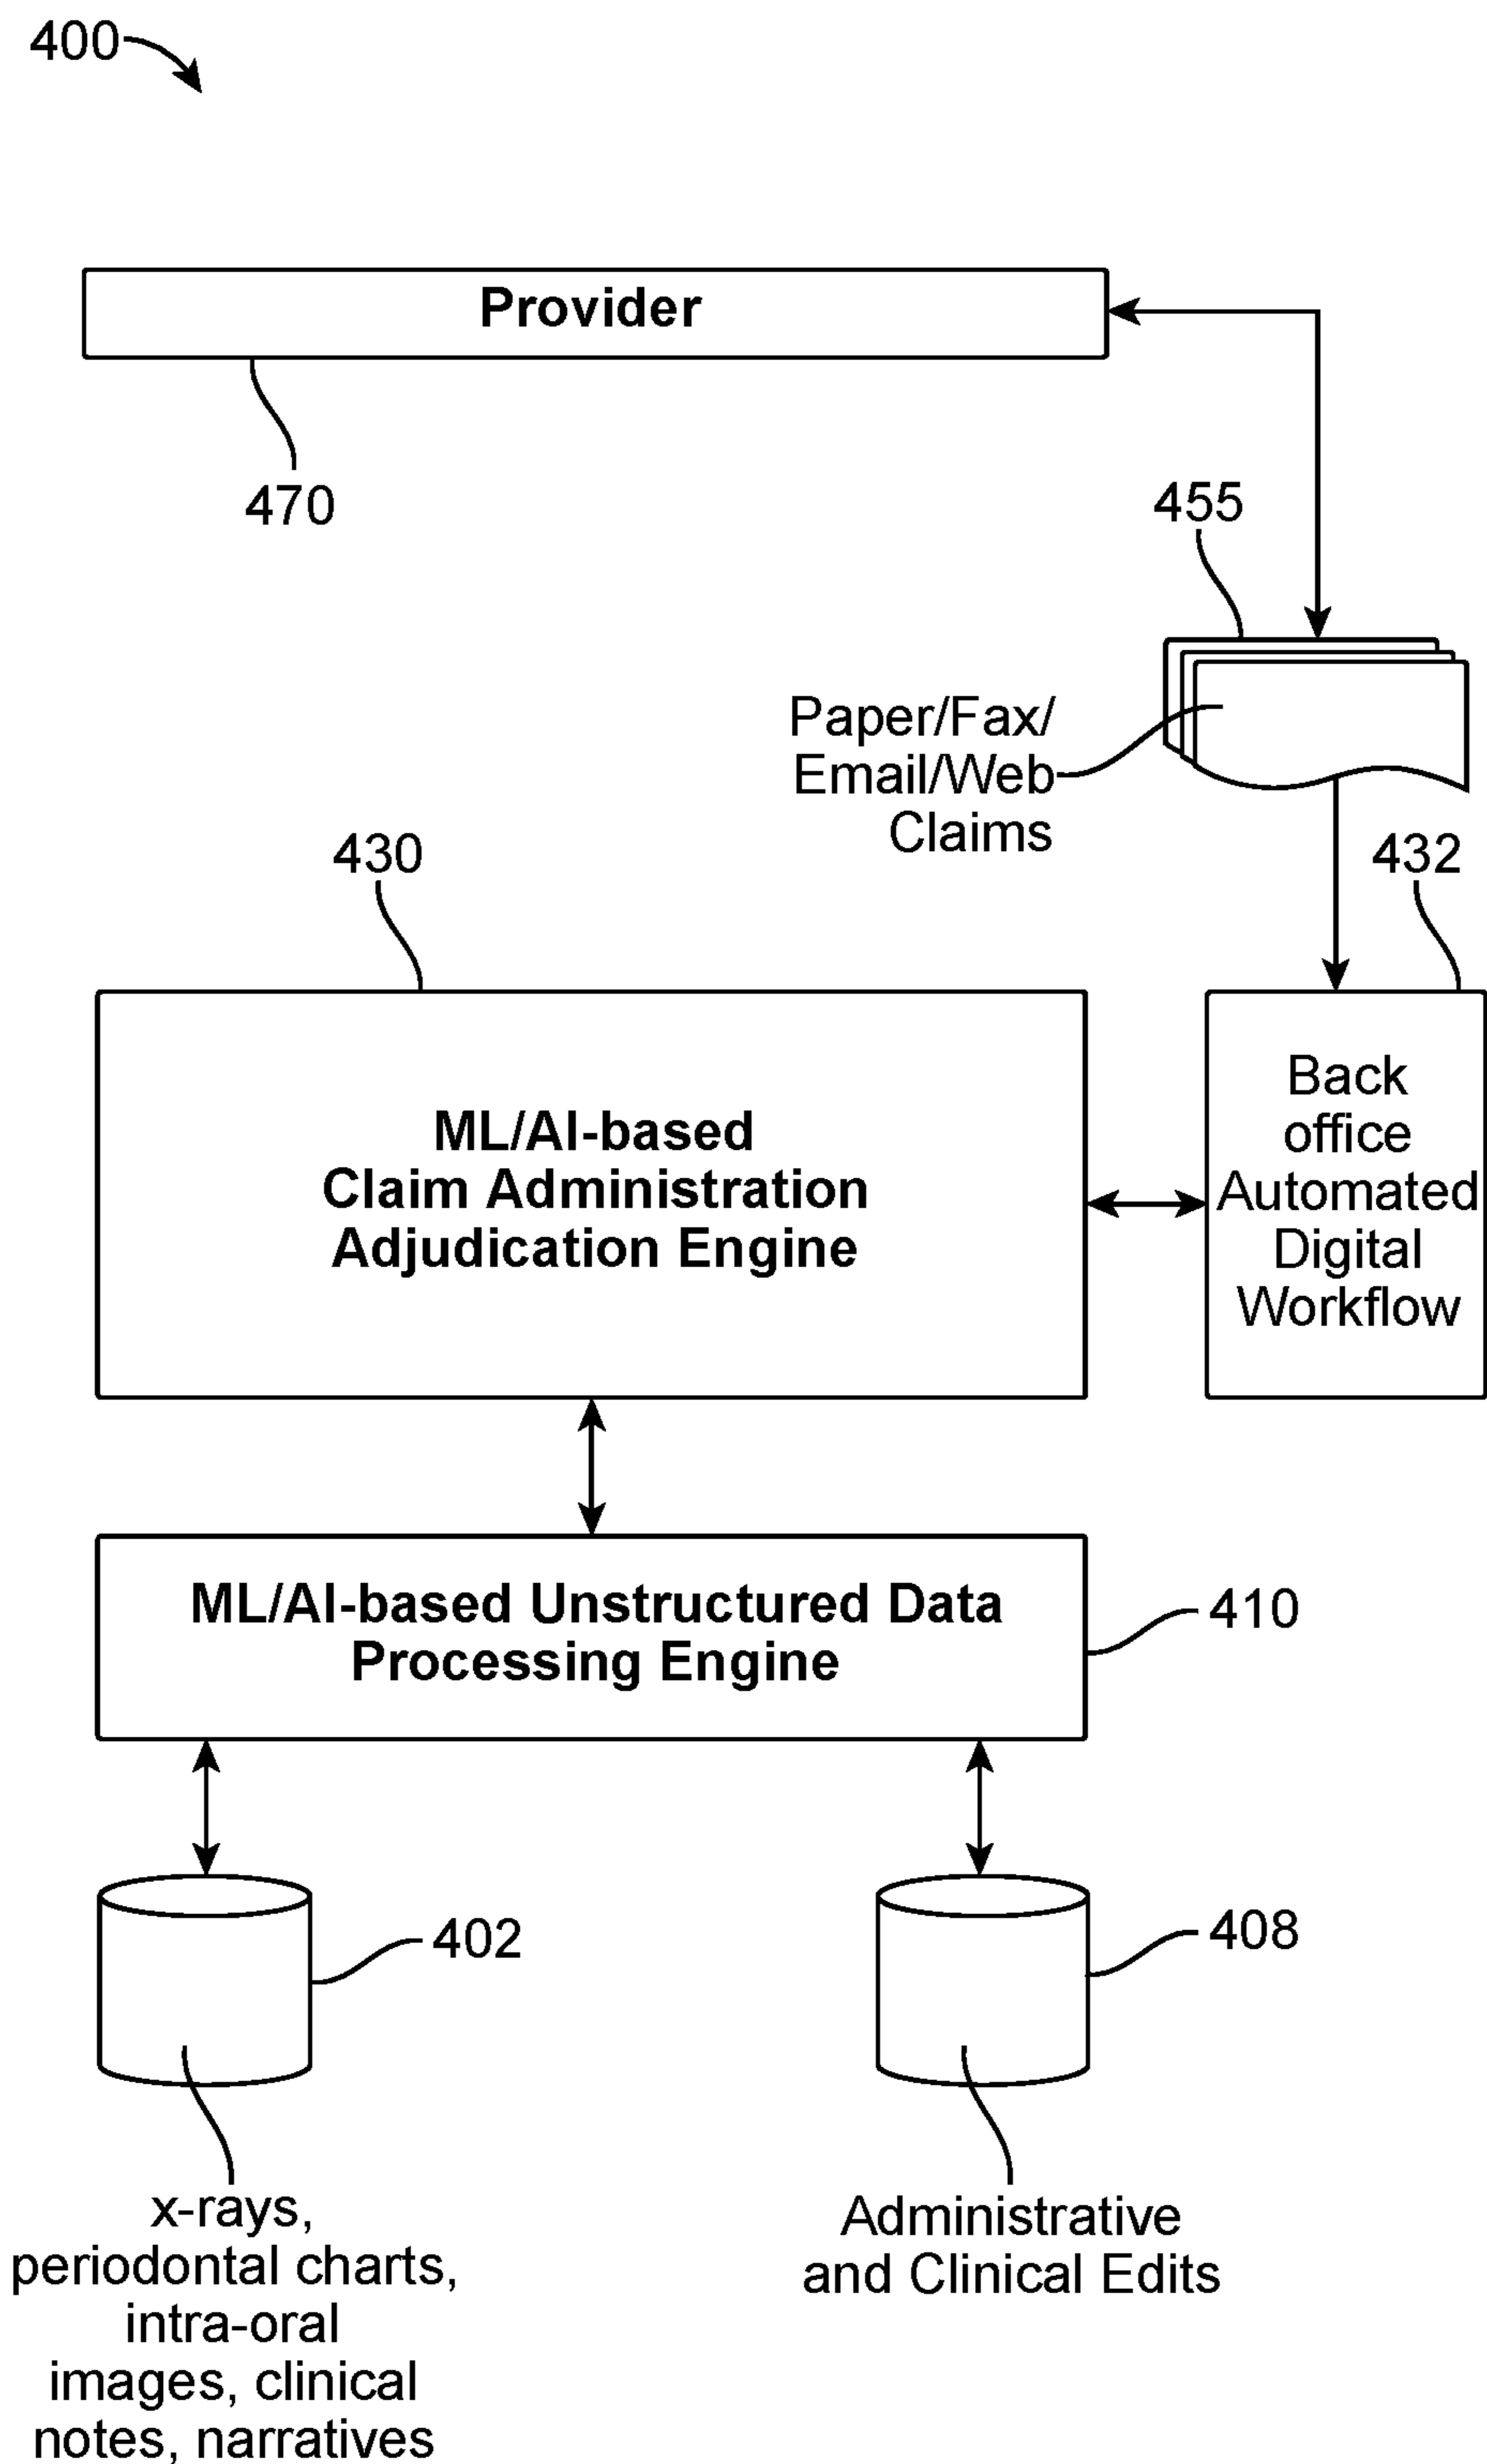 400
Provider
470
455
Paper/Fax/
Email/Web
Claims
430
432
ML/AI-based
Claim Administration
Adjudication Engine
Back
office
Automated
Digital
Workflow
ML/AI-based Unstructured Data
Processing Engine
410
402
408
x-rays,
periodontal charts,
intra-oral
images, clinical
notes, narratives
Administrative
and Clinical Edits